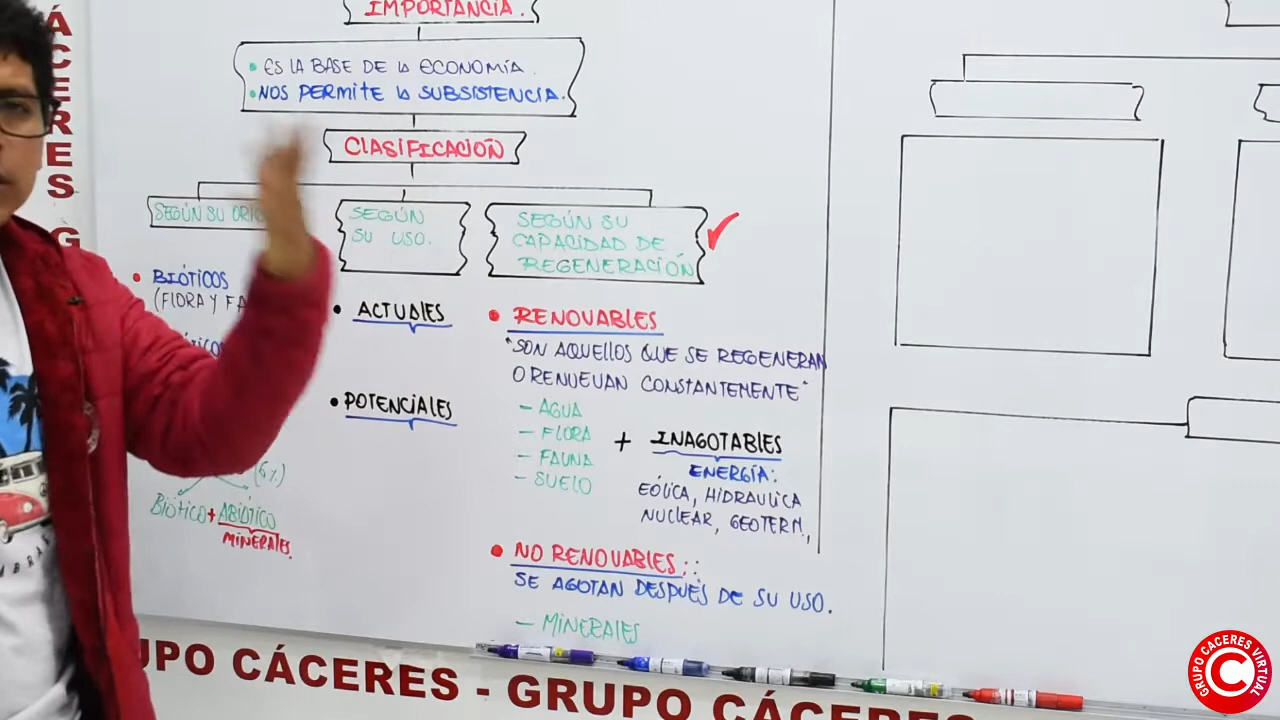 IMPORTANCIA.
• ES LA BASE DE LA ECONOMÍA.
• NOS PERMITE LA SUBSISTENCIA.
CLASIFICACIÓN
SEGÚN SU
SEGÚN
SU USO.
SEGÚN SU
CAPACIDAD DE
REGENERACIÓN
• BIÓTICOS
(FLORA Y
(6%)
BIÓTICO + ABIÓTICO
MINERALES.
• ACTUALES
• POTENCIALES
• RENOVABLES
"SON AQUELLOS QUE SE REGENERAN
O RENUEVAN CONSTANTEMENTE"
- AGUA
- FLORA
- FAUNA
- SUELO
+ INAGOTABLES
ENERGÍA:
EÓLICA, HIDRAULICA
NUCLEAR, GEOTERM,
• NO RENOVABLES::
SE AGOTAN DESPUÉS DE SU USO.
- MINERALES
ÁCERES - G
UPO CÁCERES - GRUPO CÁCERES
GRUPO CACERES VIRTUAL
C